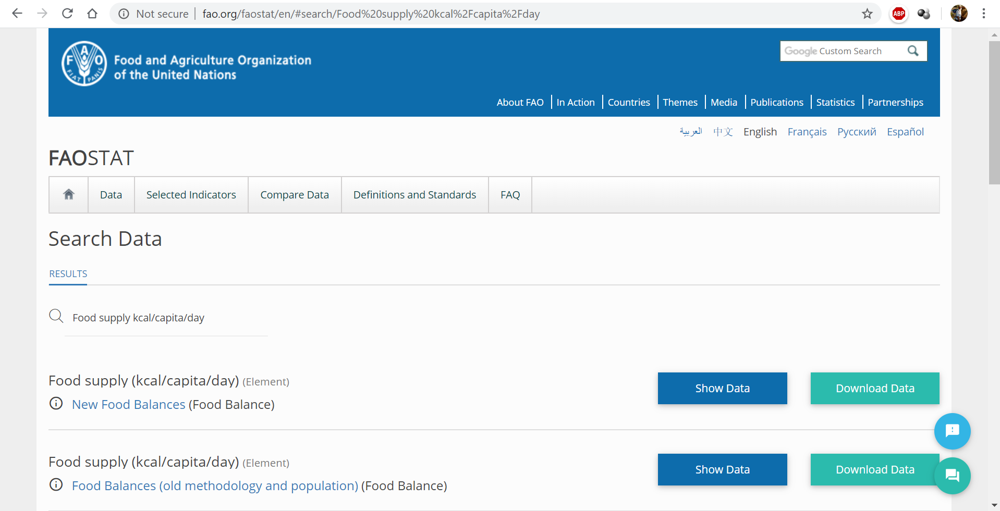 Not secure | fao.org/faostat/en/#search/Food%20supply%20kcal%2Fcapita%2Fday
ABP
FAO
FIAT PANIS
Food and Agriculture Organization
of the United Nations
Google Custom Search
About FAO | In Action | Countries | Themes | Media | Publications | Statistics | Partnerships
العربية 中文 English Français Русский Español
FAOSTAT
Data Selected Indicators Compare Data Definitions and Standards FAQ
Search Data
RESULTS
Food supply kcal/capita/day
Food supply (kcal/capita/day) (Element)
Show Data Download Data
New Food Balances (Food Balance)
Food supply (kcal/capita/day) (Element)
Show Data Download Data
Food Balances (old methodology and population) (Food Balance)